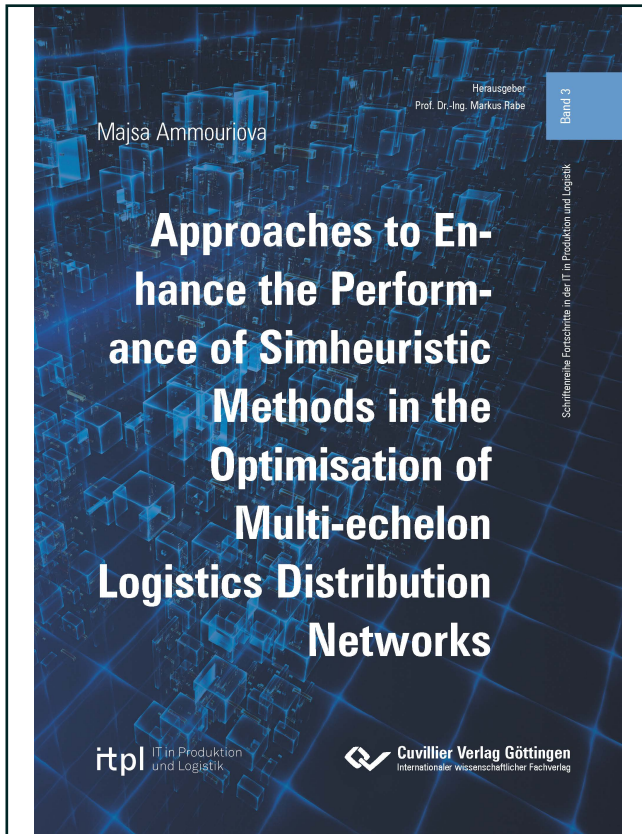 Herausgeber
Prof. Dr.-Ing. Markus Rabe
Band 3
Majsa Ammouriova
Schriftenreihe Fortschritte in der IT in Produktion und Logistik
Approaches to En-
hance the Perform-
ance of Simheuristic
Methods in the
Optimisation of
Multi-echelon
Logistics Distribution
Networks
itpl
IT in Produktion
und Logistik
Cuvillier Verlag Göttingen
Internationaler wissenschaftlicher Fachverlag